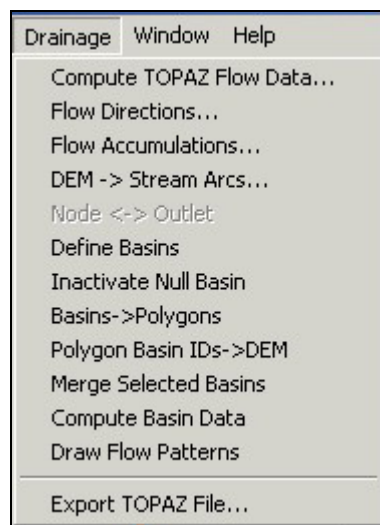 Drainage Window Help
Compute TOPAZ Flow Data...
Flow Directions...
Flow Accumulations...
DEM -> Stream Arcs...
Node <-> Outlet
Define Basins
Inactivate Null Basin
Basins->Polygons
Polygon Basin IDs->DEM
Merge Selected Basins
Compute Basin Data
Draw Flow Patterns
Export TOPAZ File...